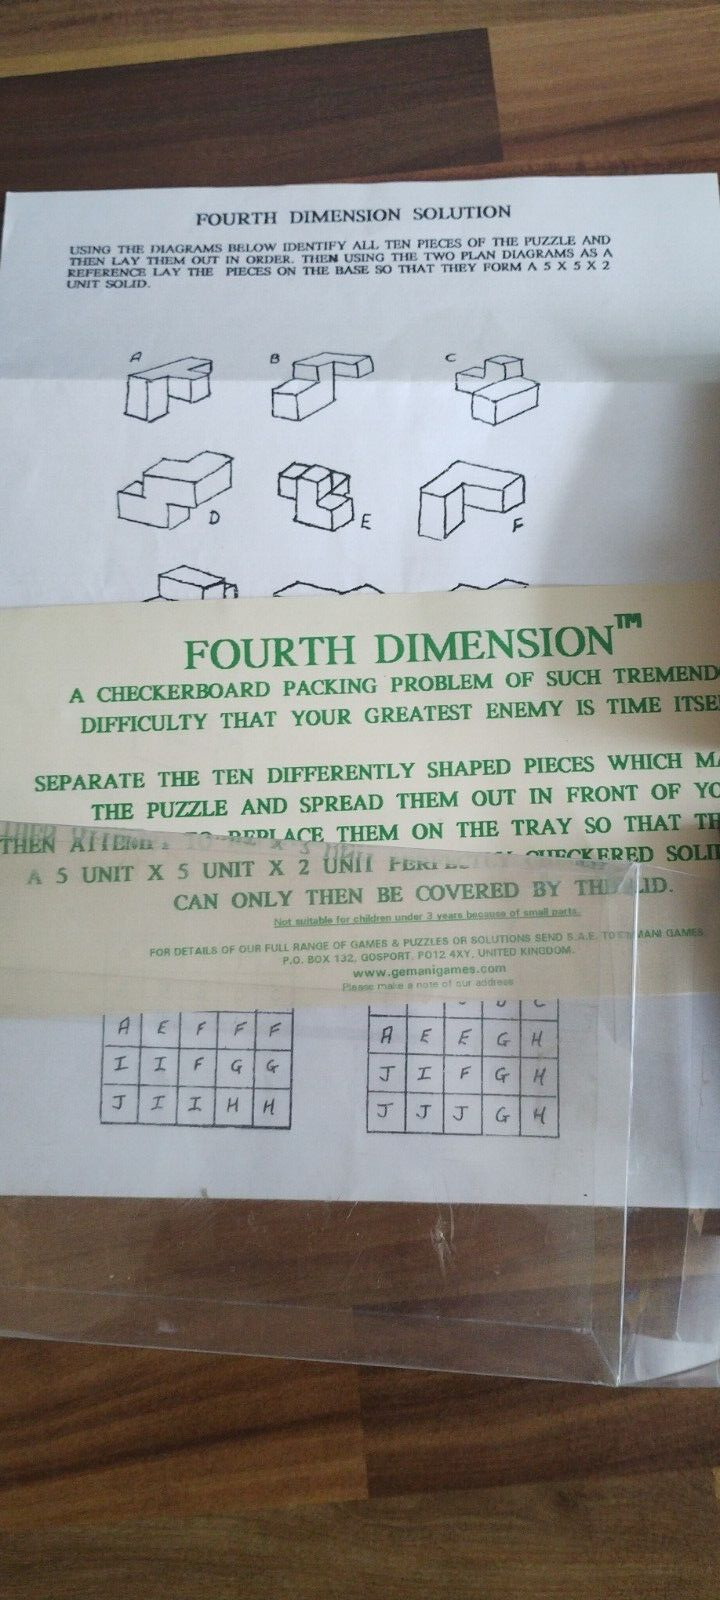 FOURTH DIMENSION SOLUTION
USING THE DIAGRAMS BELOW IDENTIFY ALL TEN PIECES OF THE PUZZLE AND
THEN LAY THEM OUT IN ORDER. THEN USING THE TWO PLAN DIAGRAMS AS A
REFERENCE LAY THE PIECES ON THE BASE SO THAT THEY FORM A 5 X 5 X 2
UNIT SOLID.
A B C
D E F
FOURTH DIMENSION™
A CHECKERBOARD PACKING PROBLEM OF SUCH TREMEND
DIFFICULTY THAT YOUR GREATEST ENEMY IS TIME ITSE
SEPARATE THE TEN DIFFERENTLY SHAPED PIECES WHICH MA
THE PUZZLE AND SPREAD THEM OUT IN FRONT OF YO
THEN TO REPLACE THEM ON THE TRAY SO THAT TH
A 5 UNIT X 5 UNIT X 2 UNIT CHECKERED SOLI
CAN ONLY THEN BE COVERED BY LID.
Not suitable for children under 3 years because of small parts.
FOR DETAILS OF OUR FULL RANGE OF GAMES & PUZZLES OR SOLUTIONS SEND S.A.E. TO GAMES
P.O. BOX 132, GOSPORT, PO12 4XY, UNITED KINGDOM.
www.gemanigames.com
Please make a note of our address
A E F F F
I I F G G
J I I H H
A E E G H
J I F G H
J J J G H